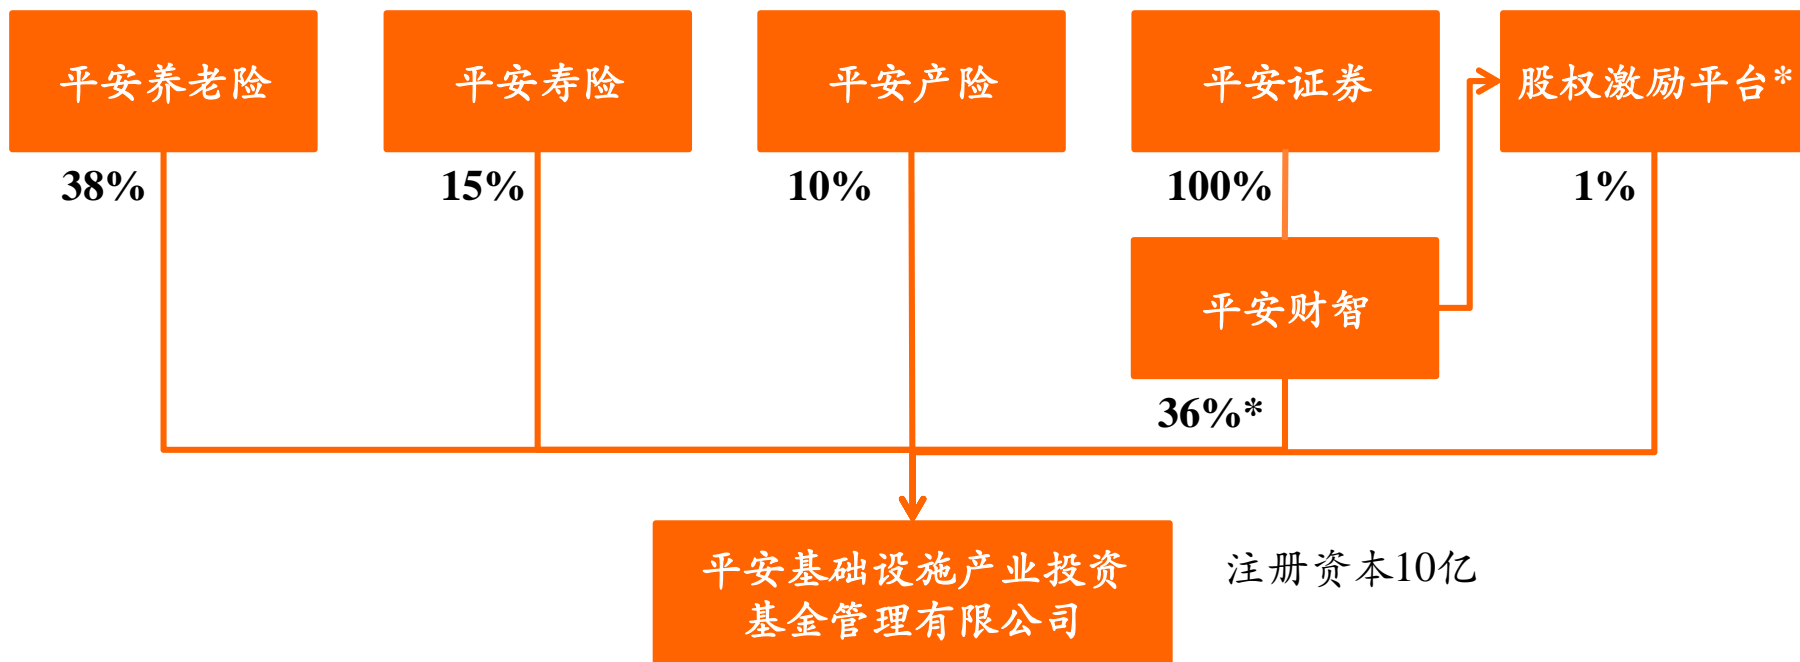 平安养老险
平安寿险
平安产险
平安证券
股权激励平台*
38%
15%
10%
100%
1%
平安财智
36%*
平安基础设施产业投资
基金管理有限公司
注册资本10亿